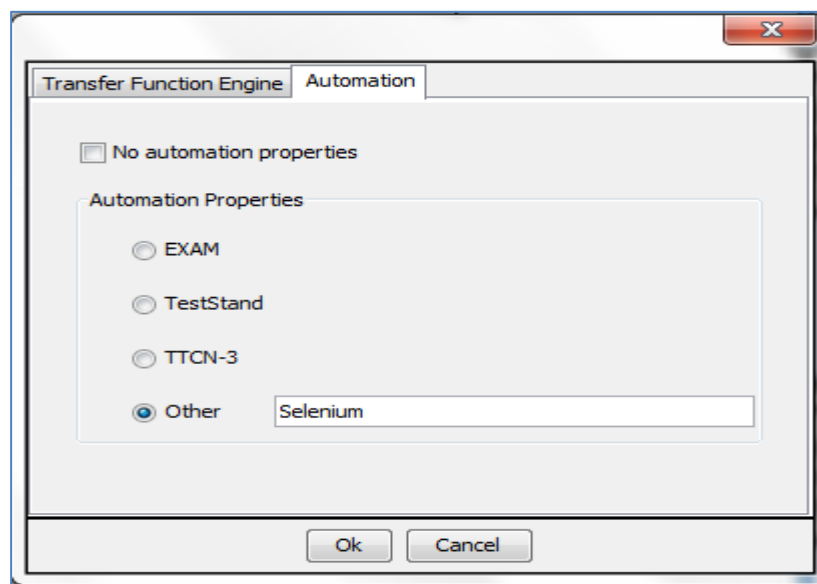 Transfer Function Engine
Automation
No automation properties
Automation Properties
EXAM
TestStand
TTCN-3
Other
Selenium
Ok
Cancel